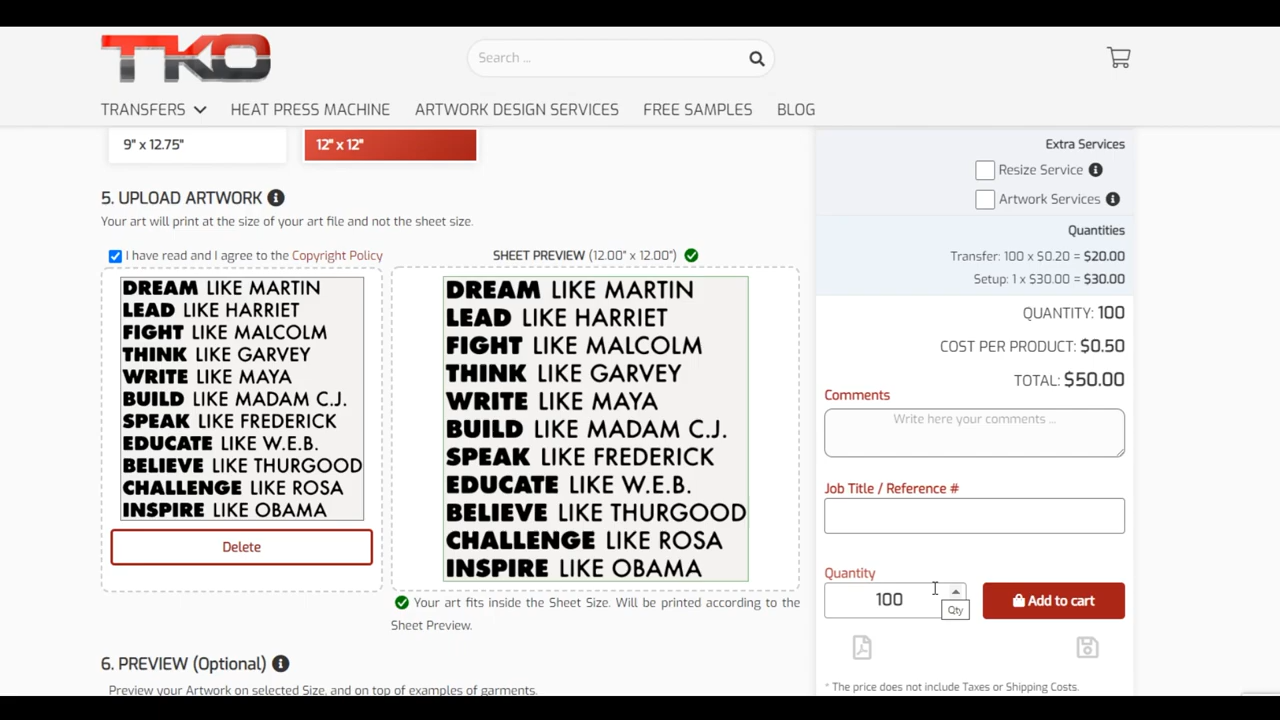 TKO
Search ...
TRANSFERS
HEAT PRESS MACHINE
ARTWORK DESIGN SERVICES
FREE SAMPLES
BLOG
9" x 12.75"
12" x 12"
5. UPLOAD ARTWORK
Your art will print at the size of your art file and not the sheet size.
I have read and I agree to the Copyright Policy
DREAM LIKE MARTIN
LEAD LIKE HARRIET
FIGHT LIKE MALCOLM
THINK LIKE GARVEY
WRITE LIKE MAYA
BUILD LIKE MADAM C.J.
SPEAK LIKE FREDERICK
EDUCATE LIKE W.E.B.
BELIEVE LIKE THURGOOD
CHALLENGE LIKE ROSA
INSPIRE LIKE OBAMA
Delete
SHEET PREVIEW (12.00" x 12.00")
DREAM LIKE MARTIN
LEAD LIKE HARRIET
FIGHT LIKE MALCOLM
THINK LIKE GARVEY
WRITE LIKE MAYA
BUILD LIKE MADAM C.J.
SPEAK LIKE FREDERICK
EDUCATE LIKE W.E.B.
BELIEVE LIKE THURGOOD
CHALLENGE LIKE ROSA
INSPIRE LIKE OBAMA
Your art fits inside the Sheet Size. Will be printed according to the
Sheet Preview.
6. PREVIEW (Optional)
Preview your Artwork on selected Size, and on top of examples of garments.
Extra Services
Resize Service
Artwork Services
Quantities
Transfer: 100 x $0.20 = $20.00
Setup: 1 x $30.00 = $30.00
QUANTITY: 100
COST PER PRODUCT: $0.50
TOTAL: $50.00
Comments
Write here your comments ...
Job Title / Reference #
Quantity
100
Qty
Add to cart
* The price does not include Taxes or Shipping Costs.